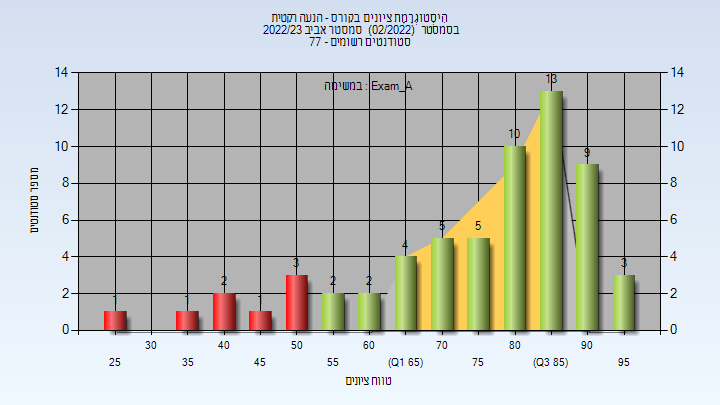 היסטוגרמת ציונים בקורס - הנעה רקטית
בסמסטר (02/2022) סמסטר אביב 2022/23
סטודנטים רשומים - 77
במשימה : Exam_A
מספר סטודנטים
14 14
12 12
10 10
8 8
6 6
4 4
2 2
0 0
1 1 2 1 3 2 2 4 5 5 10 13 9 3
30 40 50 60 70 80 90
25 35 45 55 (Q1 65) 75 (Q3 85) 95
טווח ציונים